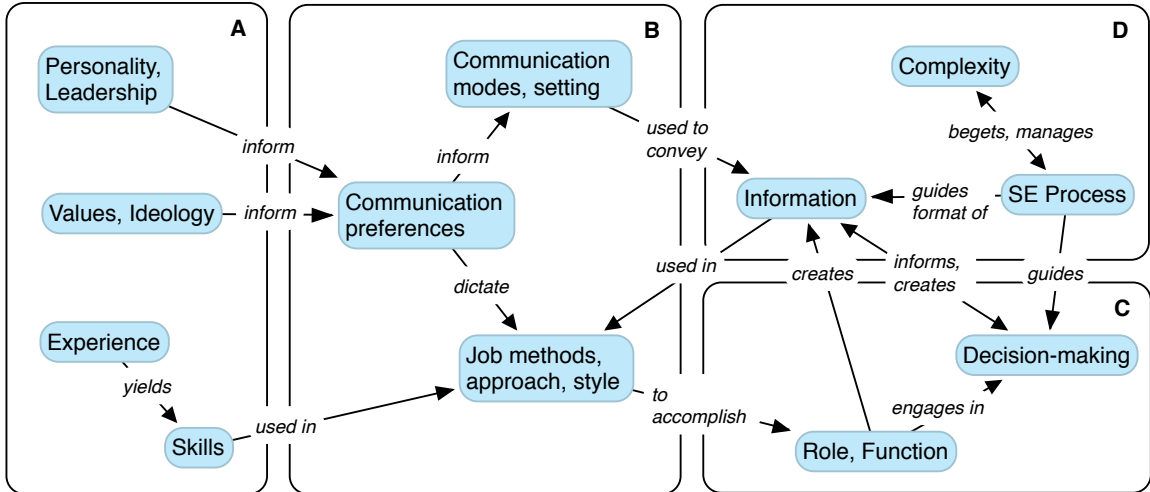 A
Personality,
Leadership
inform
Values, Ideology
inform
Experience
yields
Skills
used in
B
Communication
modes, setting
inform
Communication
preferences
dictate
Job methods,
approach, style
used to
convey
used in
to
accomplish
D
Complexity
begets, manages
Information
guides
format of
SE Process
creates
informs,
creates
guides
C
Decision-making
engages in
Role, Function